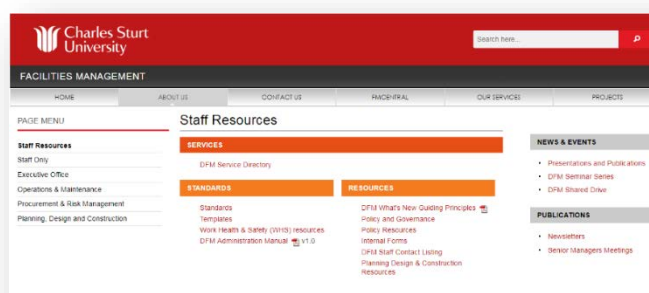 Charles Sturt
University
Search here...
FACILITIES MANAGEMENT
HOME
ABOUT US
CONTACT US
FMCENTRAL
OUR SERVICES
PROJECTS
PAGE MENU
Staff Resources
Staff Only
Executive Office
Operations & Maintenance
Procurement & Risk Management
Planning, Design and Construction
Staff Resources
SERVICES
DFM Service Directory
STANDARDS
Standards
Templates
Work Health & Safety (WHS) resources
DFM Administration Manual v1.0
RESOURCES
DFM What's New Guiding Principles
Policy and Governance
Policy Resources
Internal Forms
DFM Staff Contact Listing
Planning Design & Construction
Resources
NEWS & EVENTS
Presentations and Publications
DFM Seminar Series
DFM Shared Drive
PUBLICATIONS
Newsletters
Senior Managers Meetings